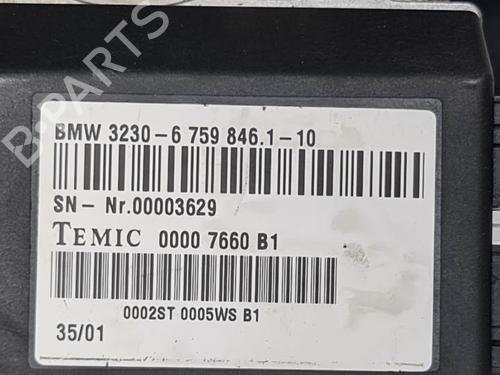 B-PARTS
BMW 3230-6 759 846.1-10
SN- Nr.00003629
TEMIC 0000 7660 B1
0002ST 0005WS B1
35/01